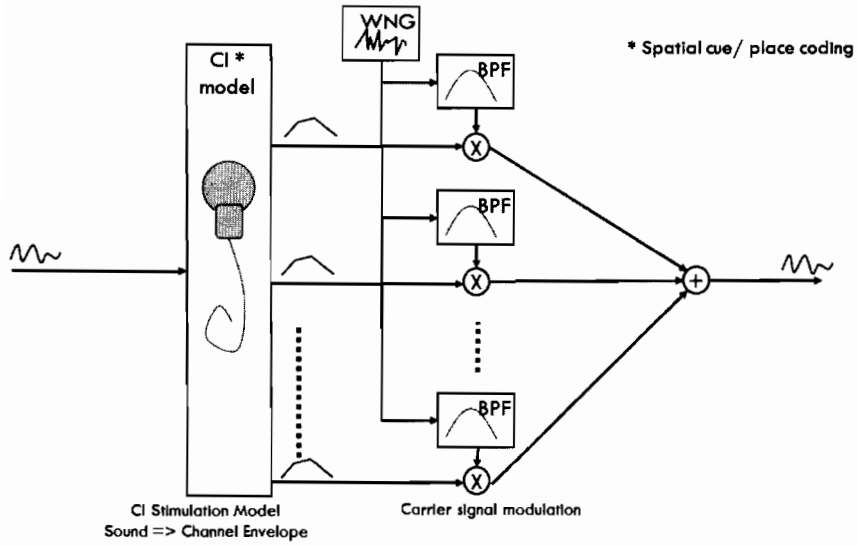 WNG
CI *
model
BPF
* Spatial cue/ place coding
X
BPF
X
+
BPF
X
CI Stimulation Model
Sound => Channel Envelope
Carrier signal modulation